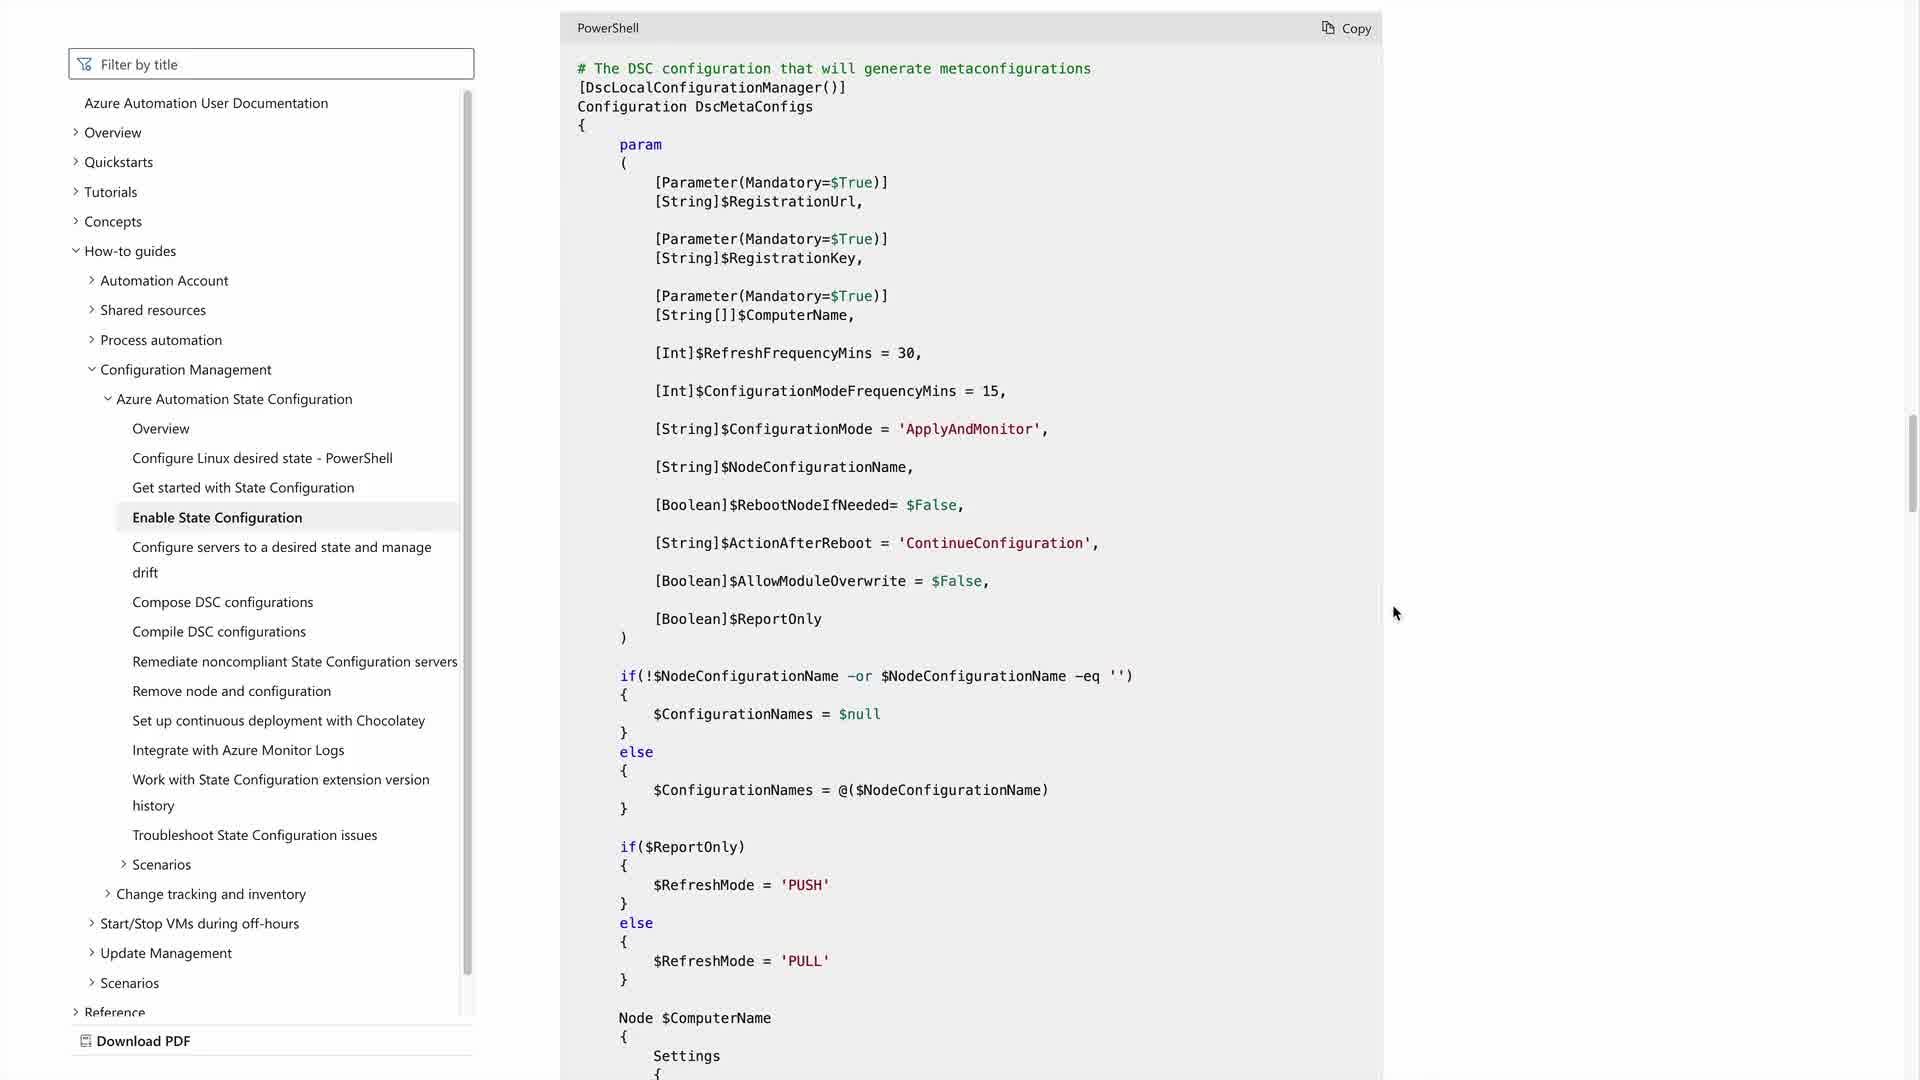 Filter by title
Azure Automation User Documentation
Overview
Quickstarts
Tutorials
Concepts
How-to guides
Automation Account
Shared resources
Process automation
Configuration Management
Azure Automation State Configuration
Overview
Configure Linux desired state - PowerShell
Get started with State Configuration
Enable State Configuration
Configure servers to a desired state and manage
drift
Compose DSC configurations
Compile DSC configurations
Remediate noncompliant State Configuration servers
Remove node and configuration
Set up continuous deployment with Chocolatey
Integrate with Azure Monitor Logs
Work with State Configuration extension version
history
Troubleshoot State Configuration issues
Scenarios
Change tracking and inventory
Start/Stop VMs during off-hours
Update Management
Scenarios
Reference
Download PDF
PowerShell
Copy
# The DSC configuration that will generate metaconfigurations
[DscLocalConfigurationManager()]
Configuration DscMetaConfigs
{
param
(
[Parameter(Mandatory=$True)]
[String]$RegistrationUrl,
[Parameter(Mandatory=$True)]
[String]$RegistrationKey,
[Parameter(Mandatory=$True)]
[String[]]$ComputerName,
[Int]$RefreshFrequencyMins = 30,
[Int]$ConfigurationModeFrequencyMins = 15,
[String]$ConfigurationMode = 'ApplyAndMonitor',
[String]$NodeConfigurationName,
[Boolean]$RebootNodeIfNeeded= $False,
[String]$ActionAfterReboot = 'ContinueConfiguration',
[Boolean]$AllowModuleOverwrite = $False,
[Boolean]$ReportOnly
)
if(!$NodeConfigurationName -or $NodeConfigurationName -eq '')
{
$ConfigurationNames = $null
}
else
{
$ConfigurationNames = @($NodeConfigurationName)
}
if($ReportOnly)
{
$RefreshMode = 'PUSH'
}
else
{
$RefreshMode = 'PULL'
}
Node $ComputerName
{
Settings
{